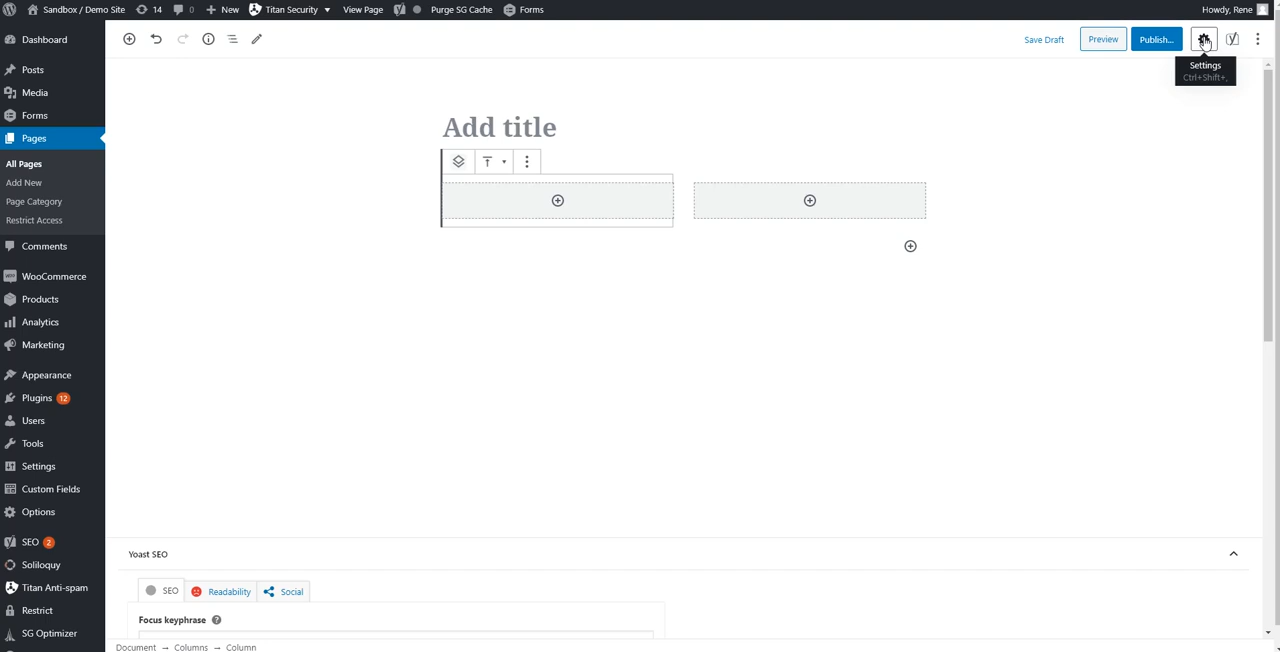 Sandbox / Demo Site 14 0 New Titan Security View Page Purge SG Cache Forms Howdy, Rene
Dashboard
Posts
Media
Forms
Pages
All Pages
Add New
Page Category
Restrict Access
Comments
WooCommerce
Products
Analytics
Marketing
Appearance
Plugins 12
Users
Tools
Settings
Custom Fields
Options
SEO 2
Soliloquy
Titan Anti-spam
Restrict
SG Optimizer
Save Draft Preview Publish...
Settings
Ctrl+Shift+,
Add title
Yoast SEO
SEO Readability Social
Focus keyphrase
Document → Columns → Column